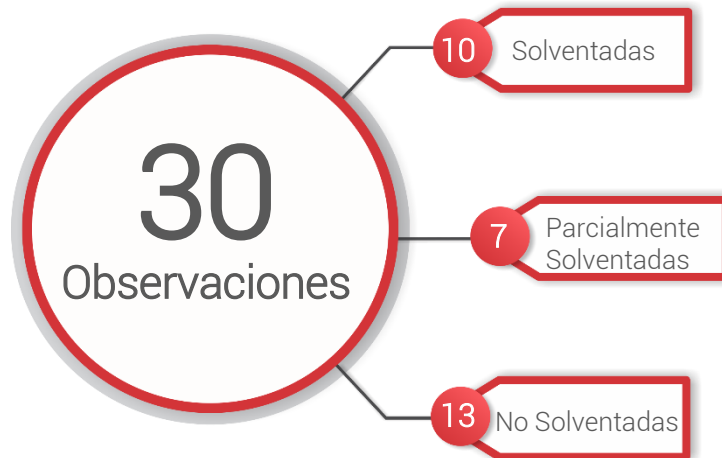 30
Observaciones
10
Solventadas
7
Parcialmente
Solventadas
13
No Solventadas